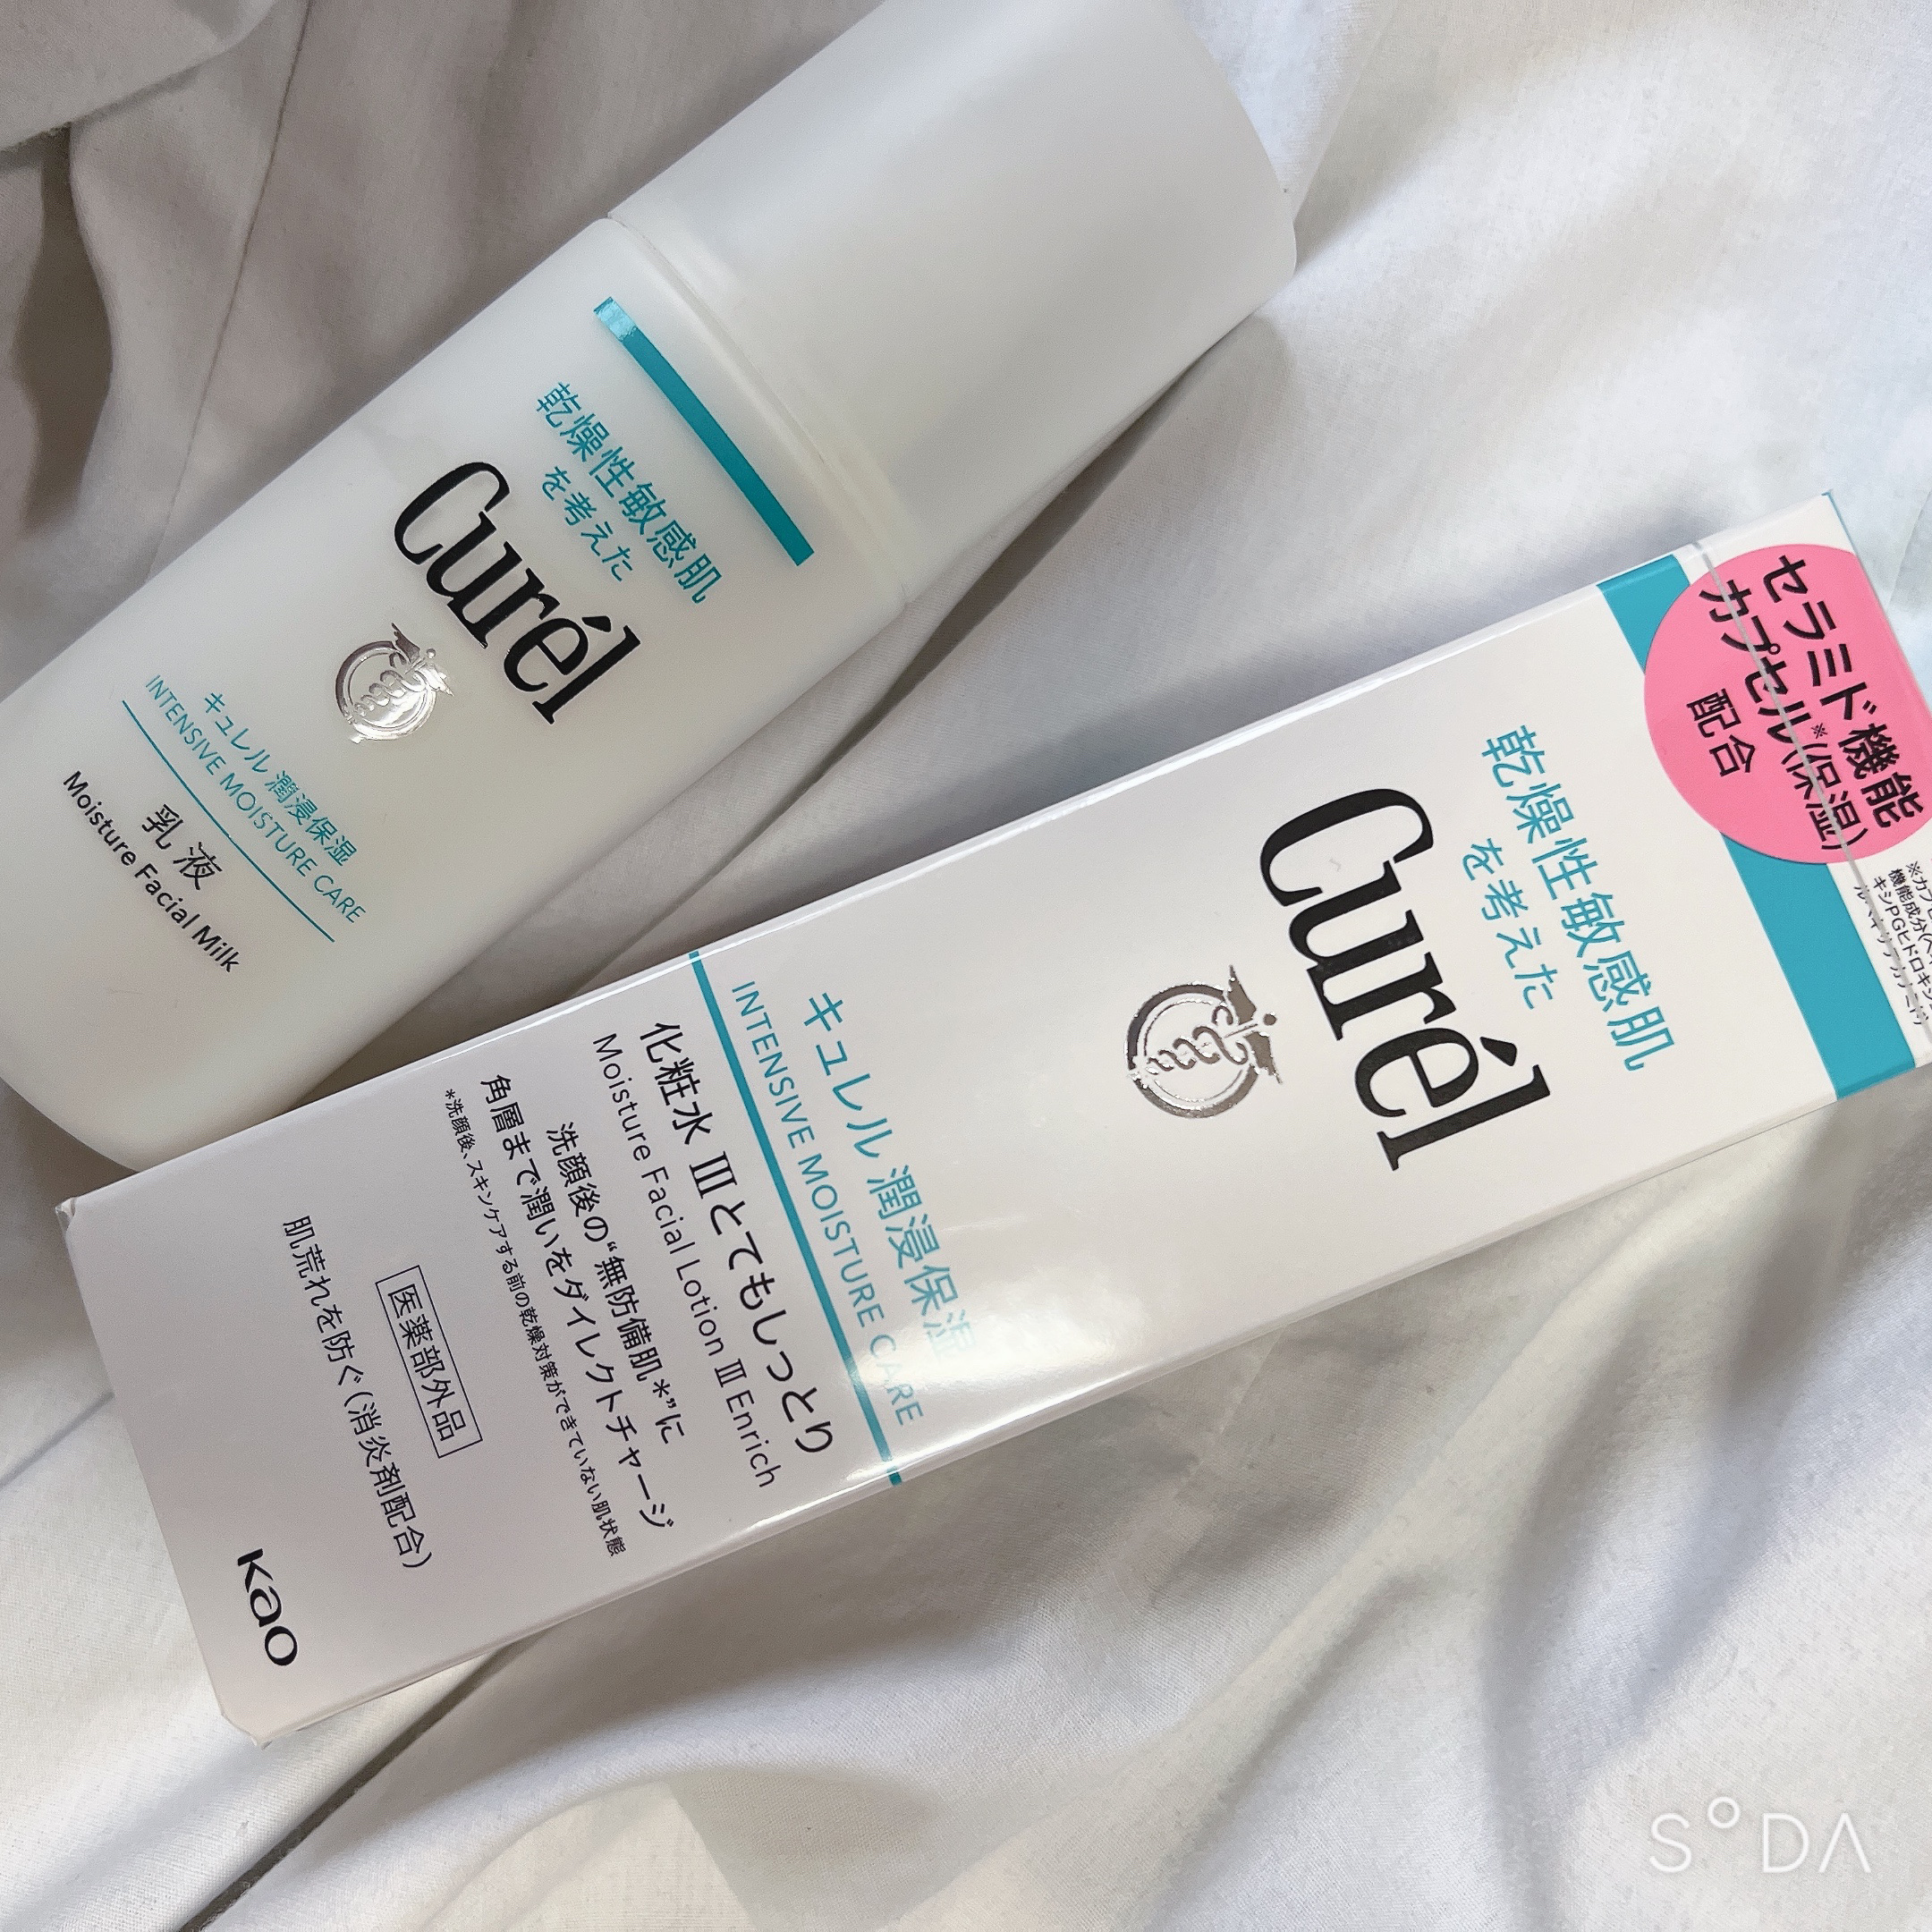 乾燥性敏感肌
を考えた
Curél
キュレル 潤浸保湿
INTENSIVE MOISTURE CARE
乳液
Moisture Facial Milk
セラミド機能
カプセル※(保湿)
配合
乾燥性敏感肌
を考えた
Curél
キュレル 潤浸保湿
INTENSIVE MOISTURE CARE
化粧水 Ⅲ とてもしっとり
Moisture Facial Lotion Ⅲ Enrich
洗顔後の“無防備肌*”に
角層まで潤いをダイレクトチャージ
*洗顔後、スキンケアする前の乾燥対策ができていない肌状態
医薬部外品
肌荒れを防ぐ(消炎剤配合)
Kao
SODA